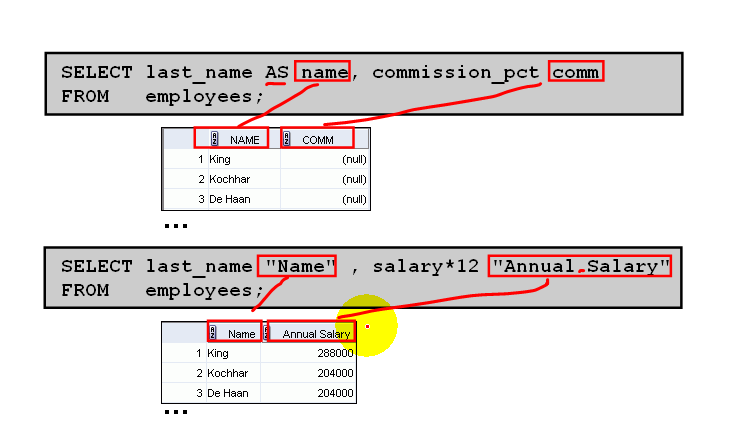 SELECT last_name AS name, commission_pct comm
FROM employees;
NAME COMM
1 King (null)
2 Kochhar (null)
3 De Haan (null)
...
SELECT last_name "Name" , salary*12 "Annual Salary"
FROM employees;
Name Annual Salary
1 King 288000
2 Kochhar 204000
3 De Haan 204000
...